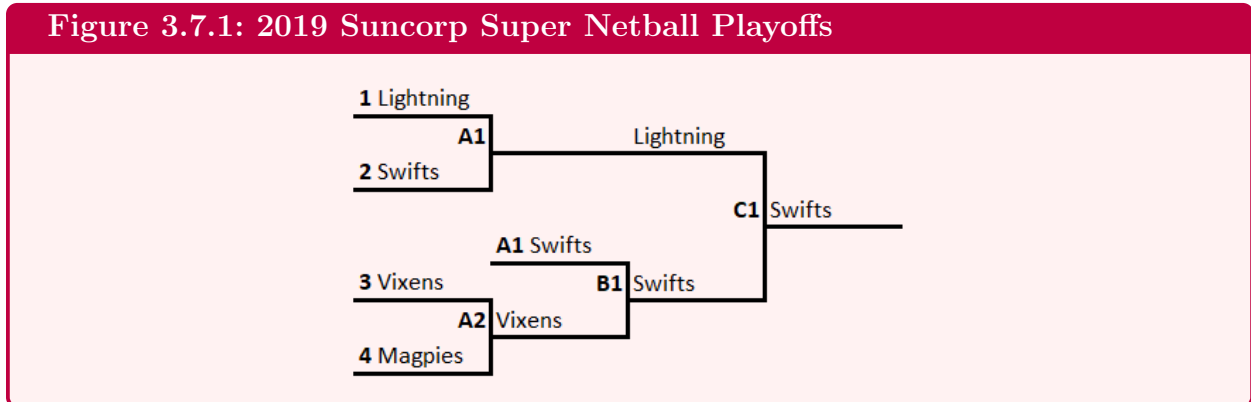 Figure 3.7.1: 2019 Suncorp Super Netball Playoffs
1 Lightning
A1
Lightning
2 Swifts
C1 Swifts
A1 Swifts
3 Vixens
B1 Swifts
A2 Vixens
4 Magpies